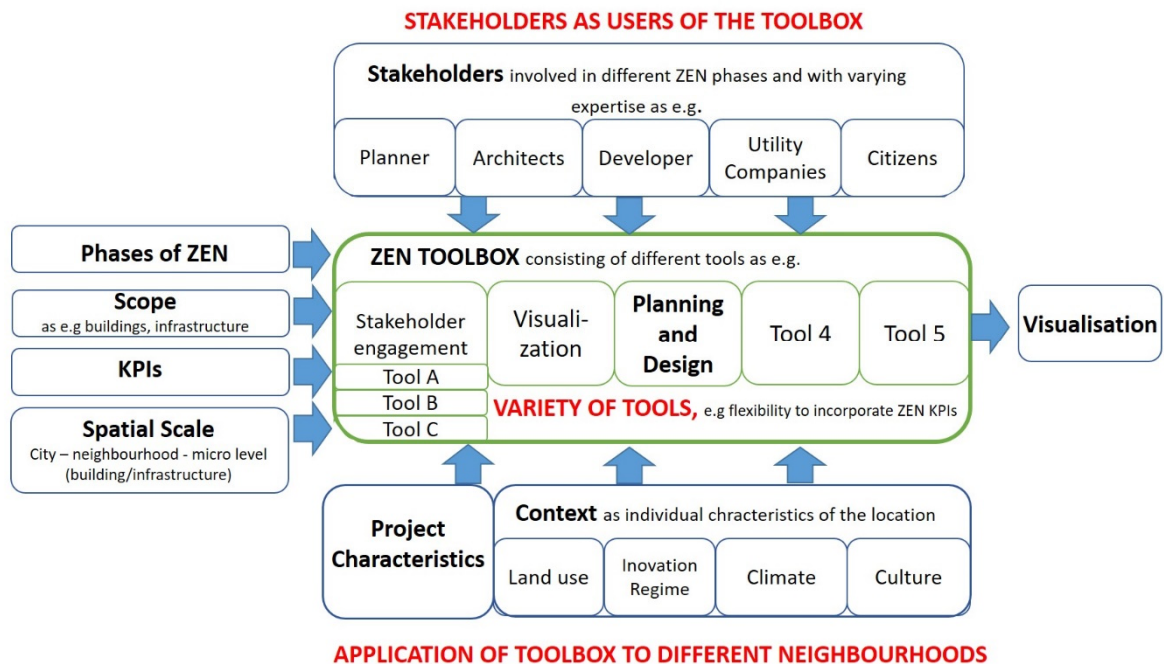 STAKEHOLDERS AS USERS OF THE TOOLBOX
Stakeholders involved in different ZEN phases and with varying
expertise as e.g.
Planner
Architects
Developer
Utility
Companies
Citizens
Phases of ZEN
Scope
as e.g buildings, infrastructure
KPIs
Spatial Scale
City – neighbourhood - micro level
(building/infrastructure)
ZEN TOOLBOX consisting of different tools as e.g.
Stakeholder
engagement
Tool A
Tool B
Tool C
Visuali-
zation
Planning
and
Design
Tool 4
Tool 5
VARIETY OF TOOLS, e.g flexibility to incorporate ZEN KPIs
Visualisation
Project
Characteristics
Context as individual chracteristics of the location
Land use
Inovation
Regime
Climate
Culture
APPLICATION OF TOOLBOX TO DIFFERENT NEIGHBOURHOODS